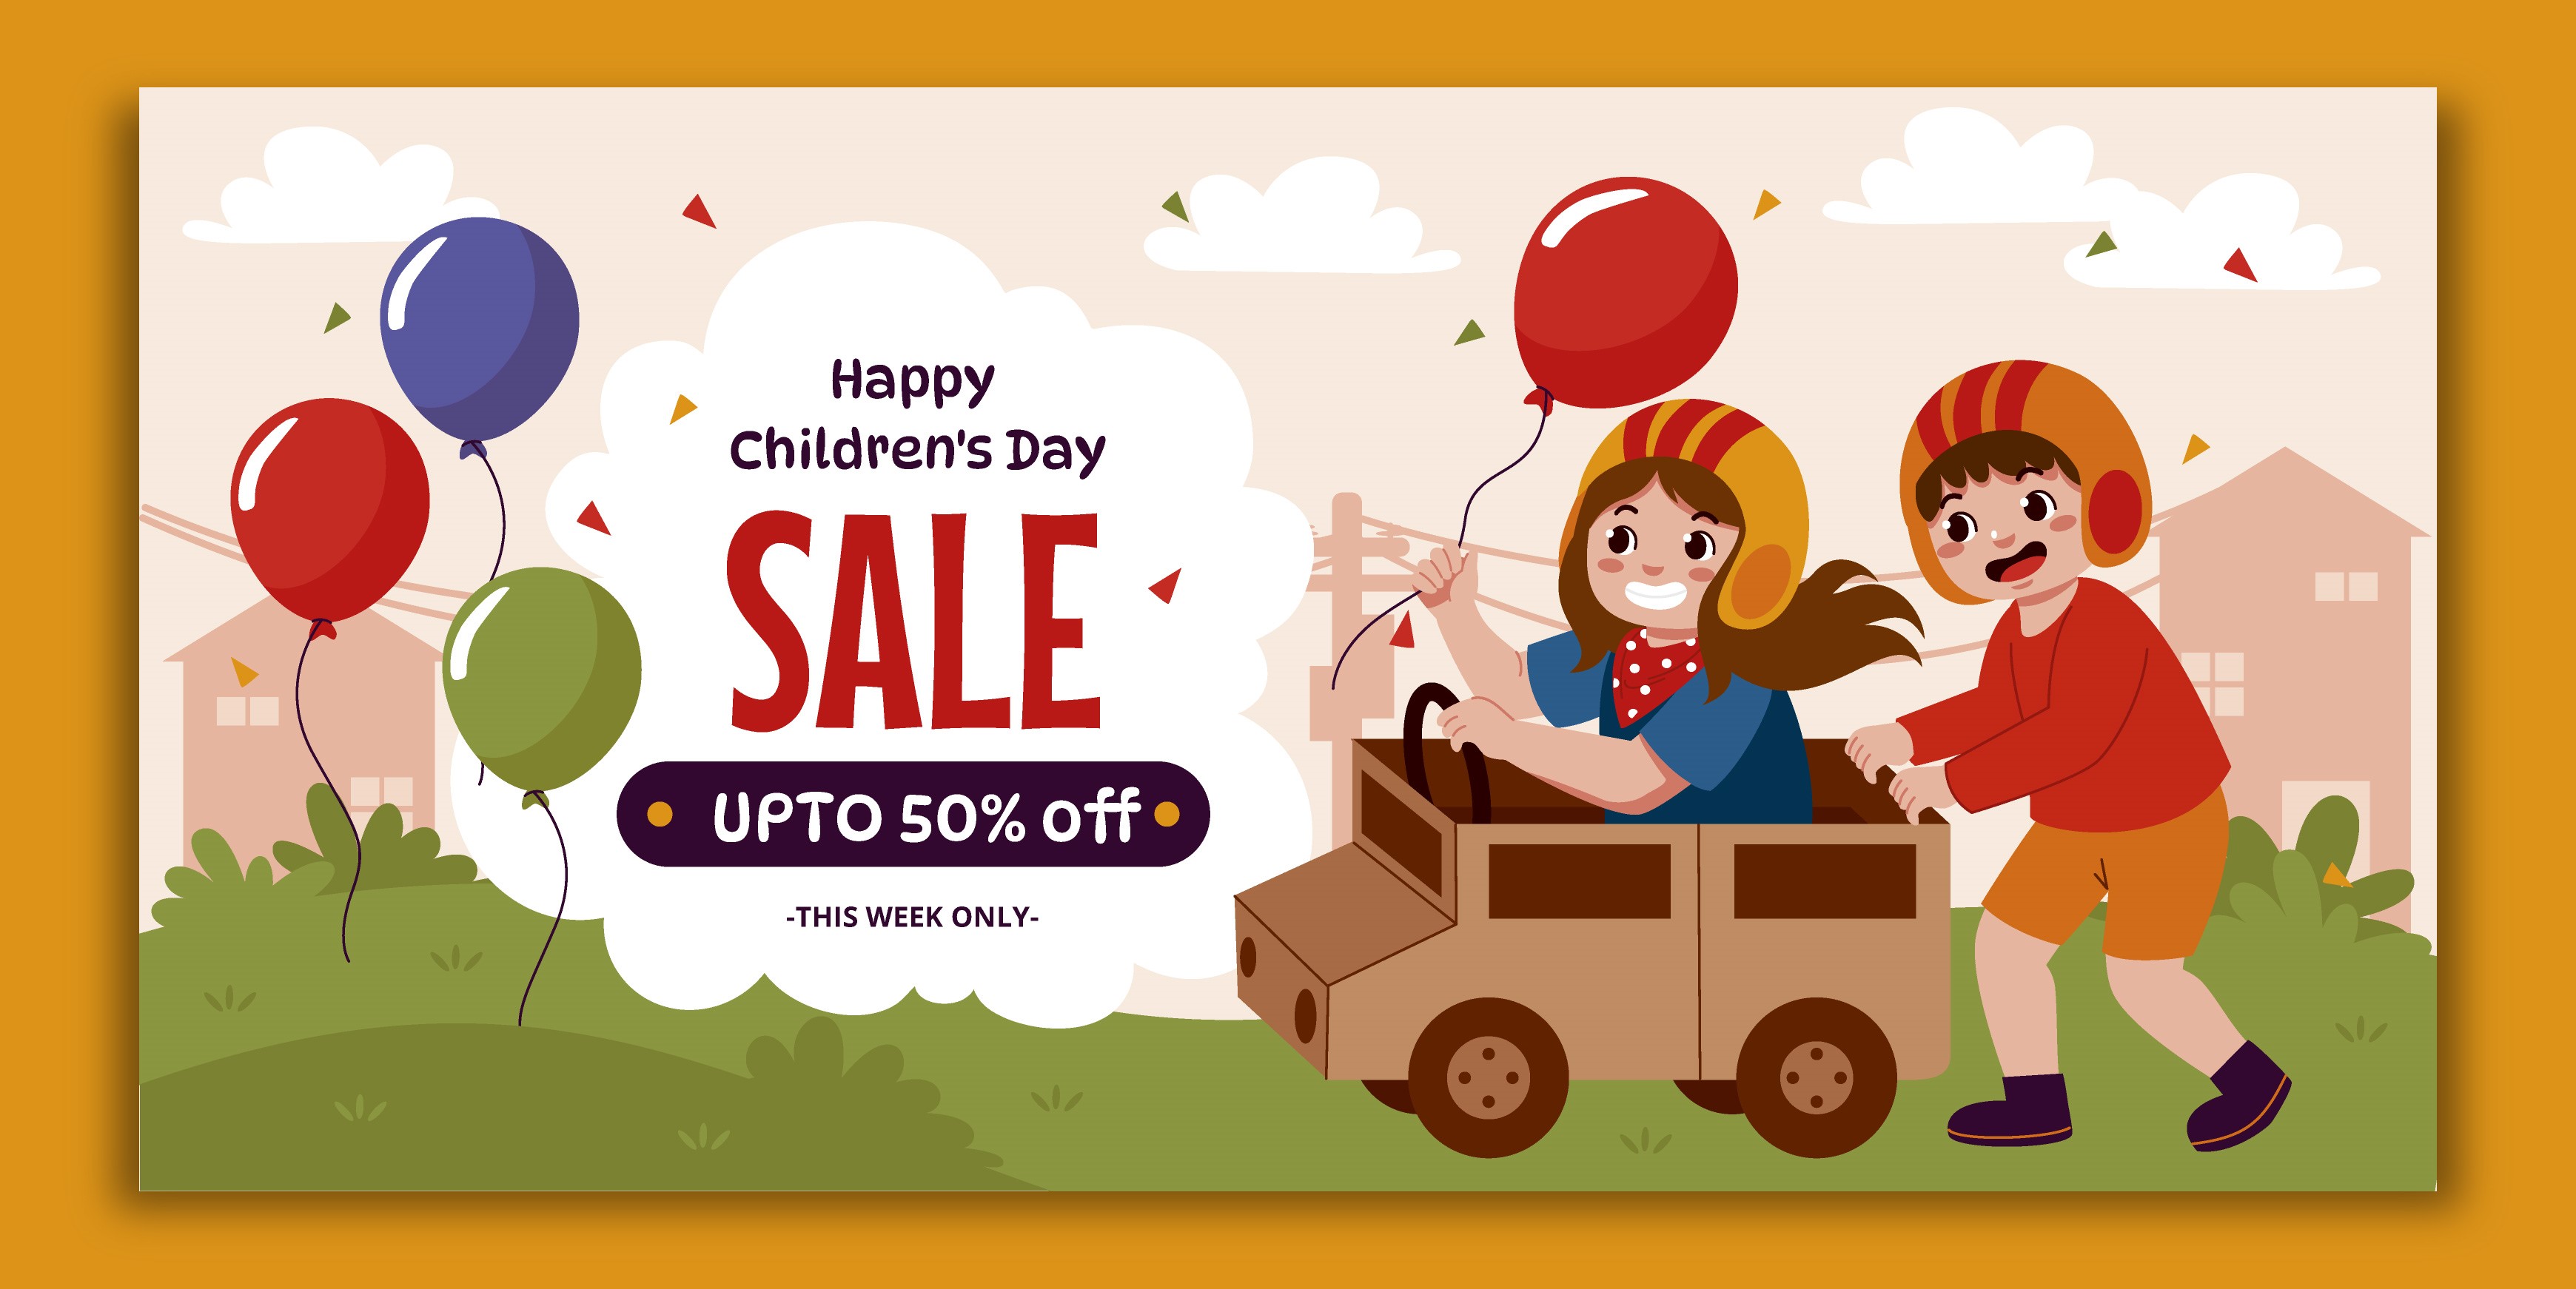 Happy
Children's Day
SALE
UPTO 50% Off
-THIS WEEK ONLY-